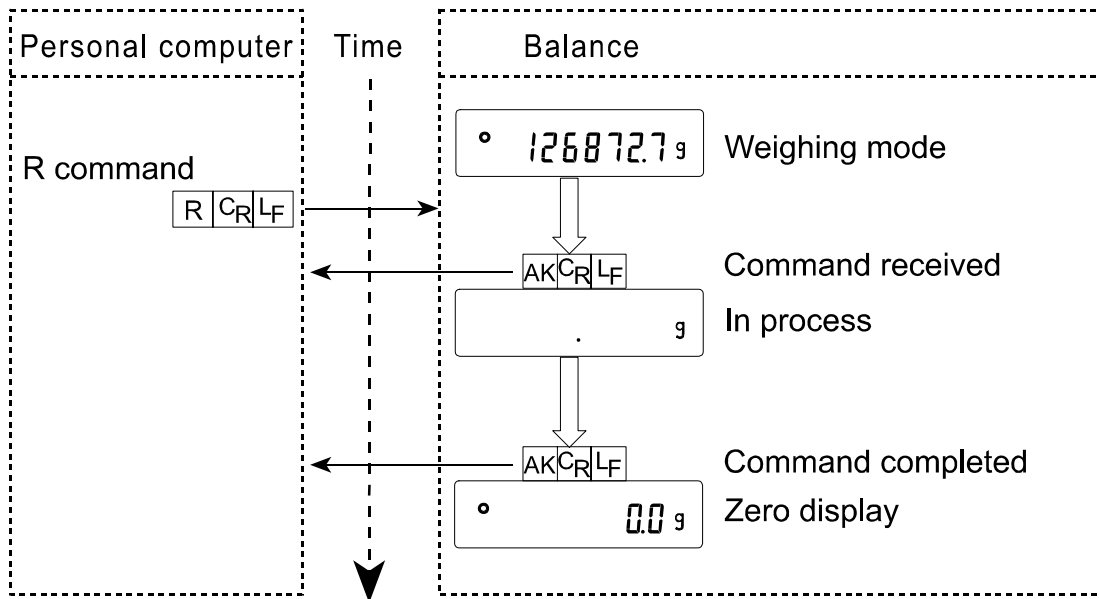 Personal computer Time Balance
126872.7 g Weighing mode
R command
R CR LF
AK CR LF Command received
. g In process
AK CR LF Command completed
0.0 g Zero display